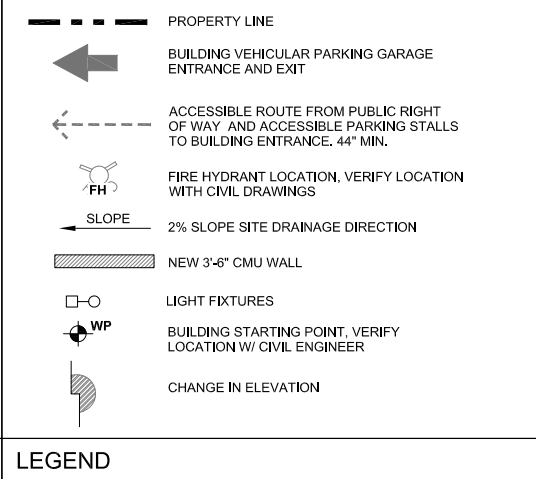 PROPERTY LINE
BUILDING VEHICULAR PARKING GARAGE
ENTRANCE AND EXIT
ACCESSIBLE ROUTE FROM PUBLIC RIGHT
OF WAY AND ACCESSIBLE PARKING STALLS
TO BUILDING ENTRANCE. 44" MIN.
FH
FIRE HYDRANT LOCATION, VERIFY LOCATION
WITH CIVIL DRAWINGS
SLOPE
2% SLOPE SITE DRAINAGE DIRECTION
NEW 3'-6" CMU WALL
LIGHT FIXTURES
WP
BUILDING STARTING POINT, VERIFY
LOCATION W/ CIVIL ENGINEER
CHANGE IN ELEVATION
LEGEND